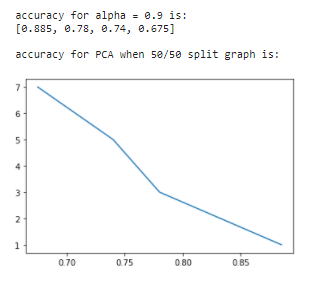 accuracy for alpha = 0.9 is:
[0.885, 0.78, 0.74, 0.675]
accuracy for PCA when 50/50 split graph is:
7
6
5
4
3
2
1
0.70 0.75 0.80 0.85